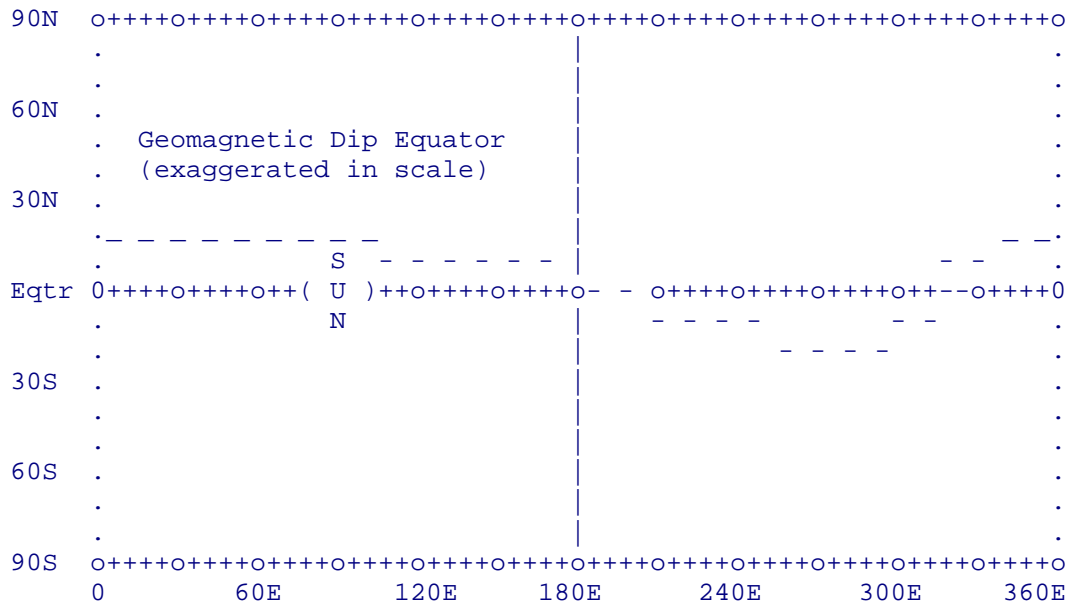 90N  o++++o++++o++++o++++o++++o++++o++++o++++o++++o++++o++++o++++o
     .                             |                             .
     .                             |                             .
60N  .                             |                             .
     .  Geomagnetic Dip Equator    |                             .
     .  (exaggerated in scale)     |                             .
30N  .                             |                             .
     ._ _ _ _ _ _ _ _ _            |                          _ _.
     .              S  - - - - - - |                      - -    .
Eqtr 0++++o++++o++( U )++o++++o++++o- - o++++o++++o++++o++--o++++0
     .              N              |    - - - -        - -       .
     .                             |            - - - -          .
30S  .                             |                             .
     .                             |                             .
     .                             |                             .
60S  .                             |                             .
     .                             |                             .
     .                             |                             .
90S  o++++o++++o++++o++++o++++o++++o++++o++++o++++o++++o++++o++++o
     0         60E       120E     180E      240E      300E     360E